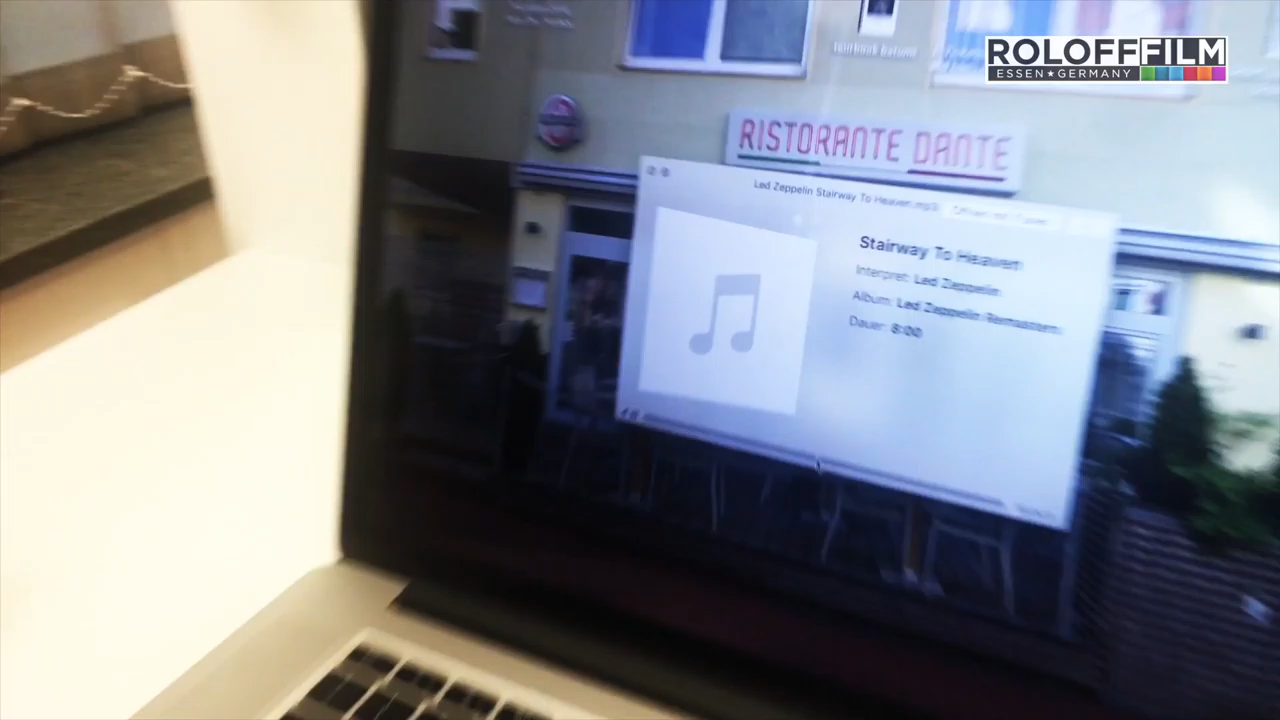 ROLOFFFILM
ESSEN★GERMANY
RISTORANTE DANTE
Led Zeppelin Stairway To Heaven.mp3
Stairway To Heaven
Interpret: Led Zeppelin
Album: Led Zeppelin Remasters
Dauer: 8:00